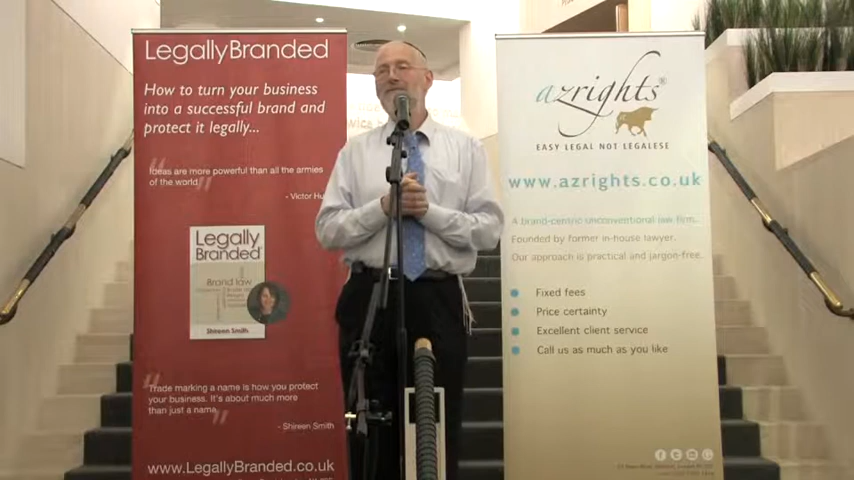 LegallyBranded
How to turn your business
into a successful brand and
protect it legally....
Ideas are more powerful than all the armies
of the world
- Victor Hu
Legally
Branded
Brand law
Shireen Smith
Trade marking a name is how you protect
your business. It's about much more
than just a name
- Shireen Smith
www.LegallyBranded.co.uk
azrights®
EASY LEGAL NOT LEGALESE
www.AZRIGHTS.CO.UK
A brand-centric unconventional law firm.
Founded by former in-house lawyer.
Our approach is practical and jargon-free.
Fixed fees
Price certainty
Excellent client service
Call us as much as you like